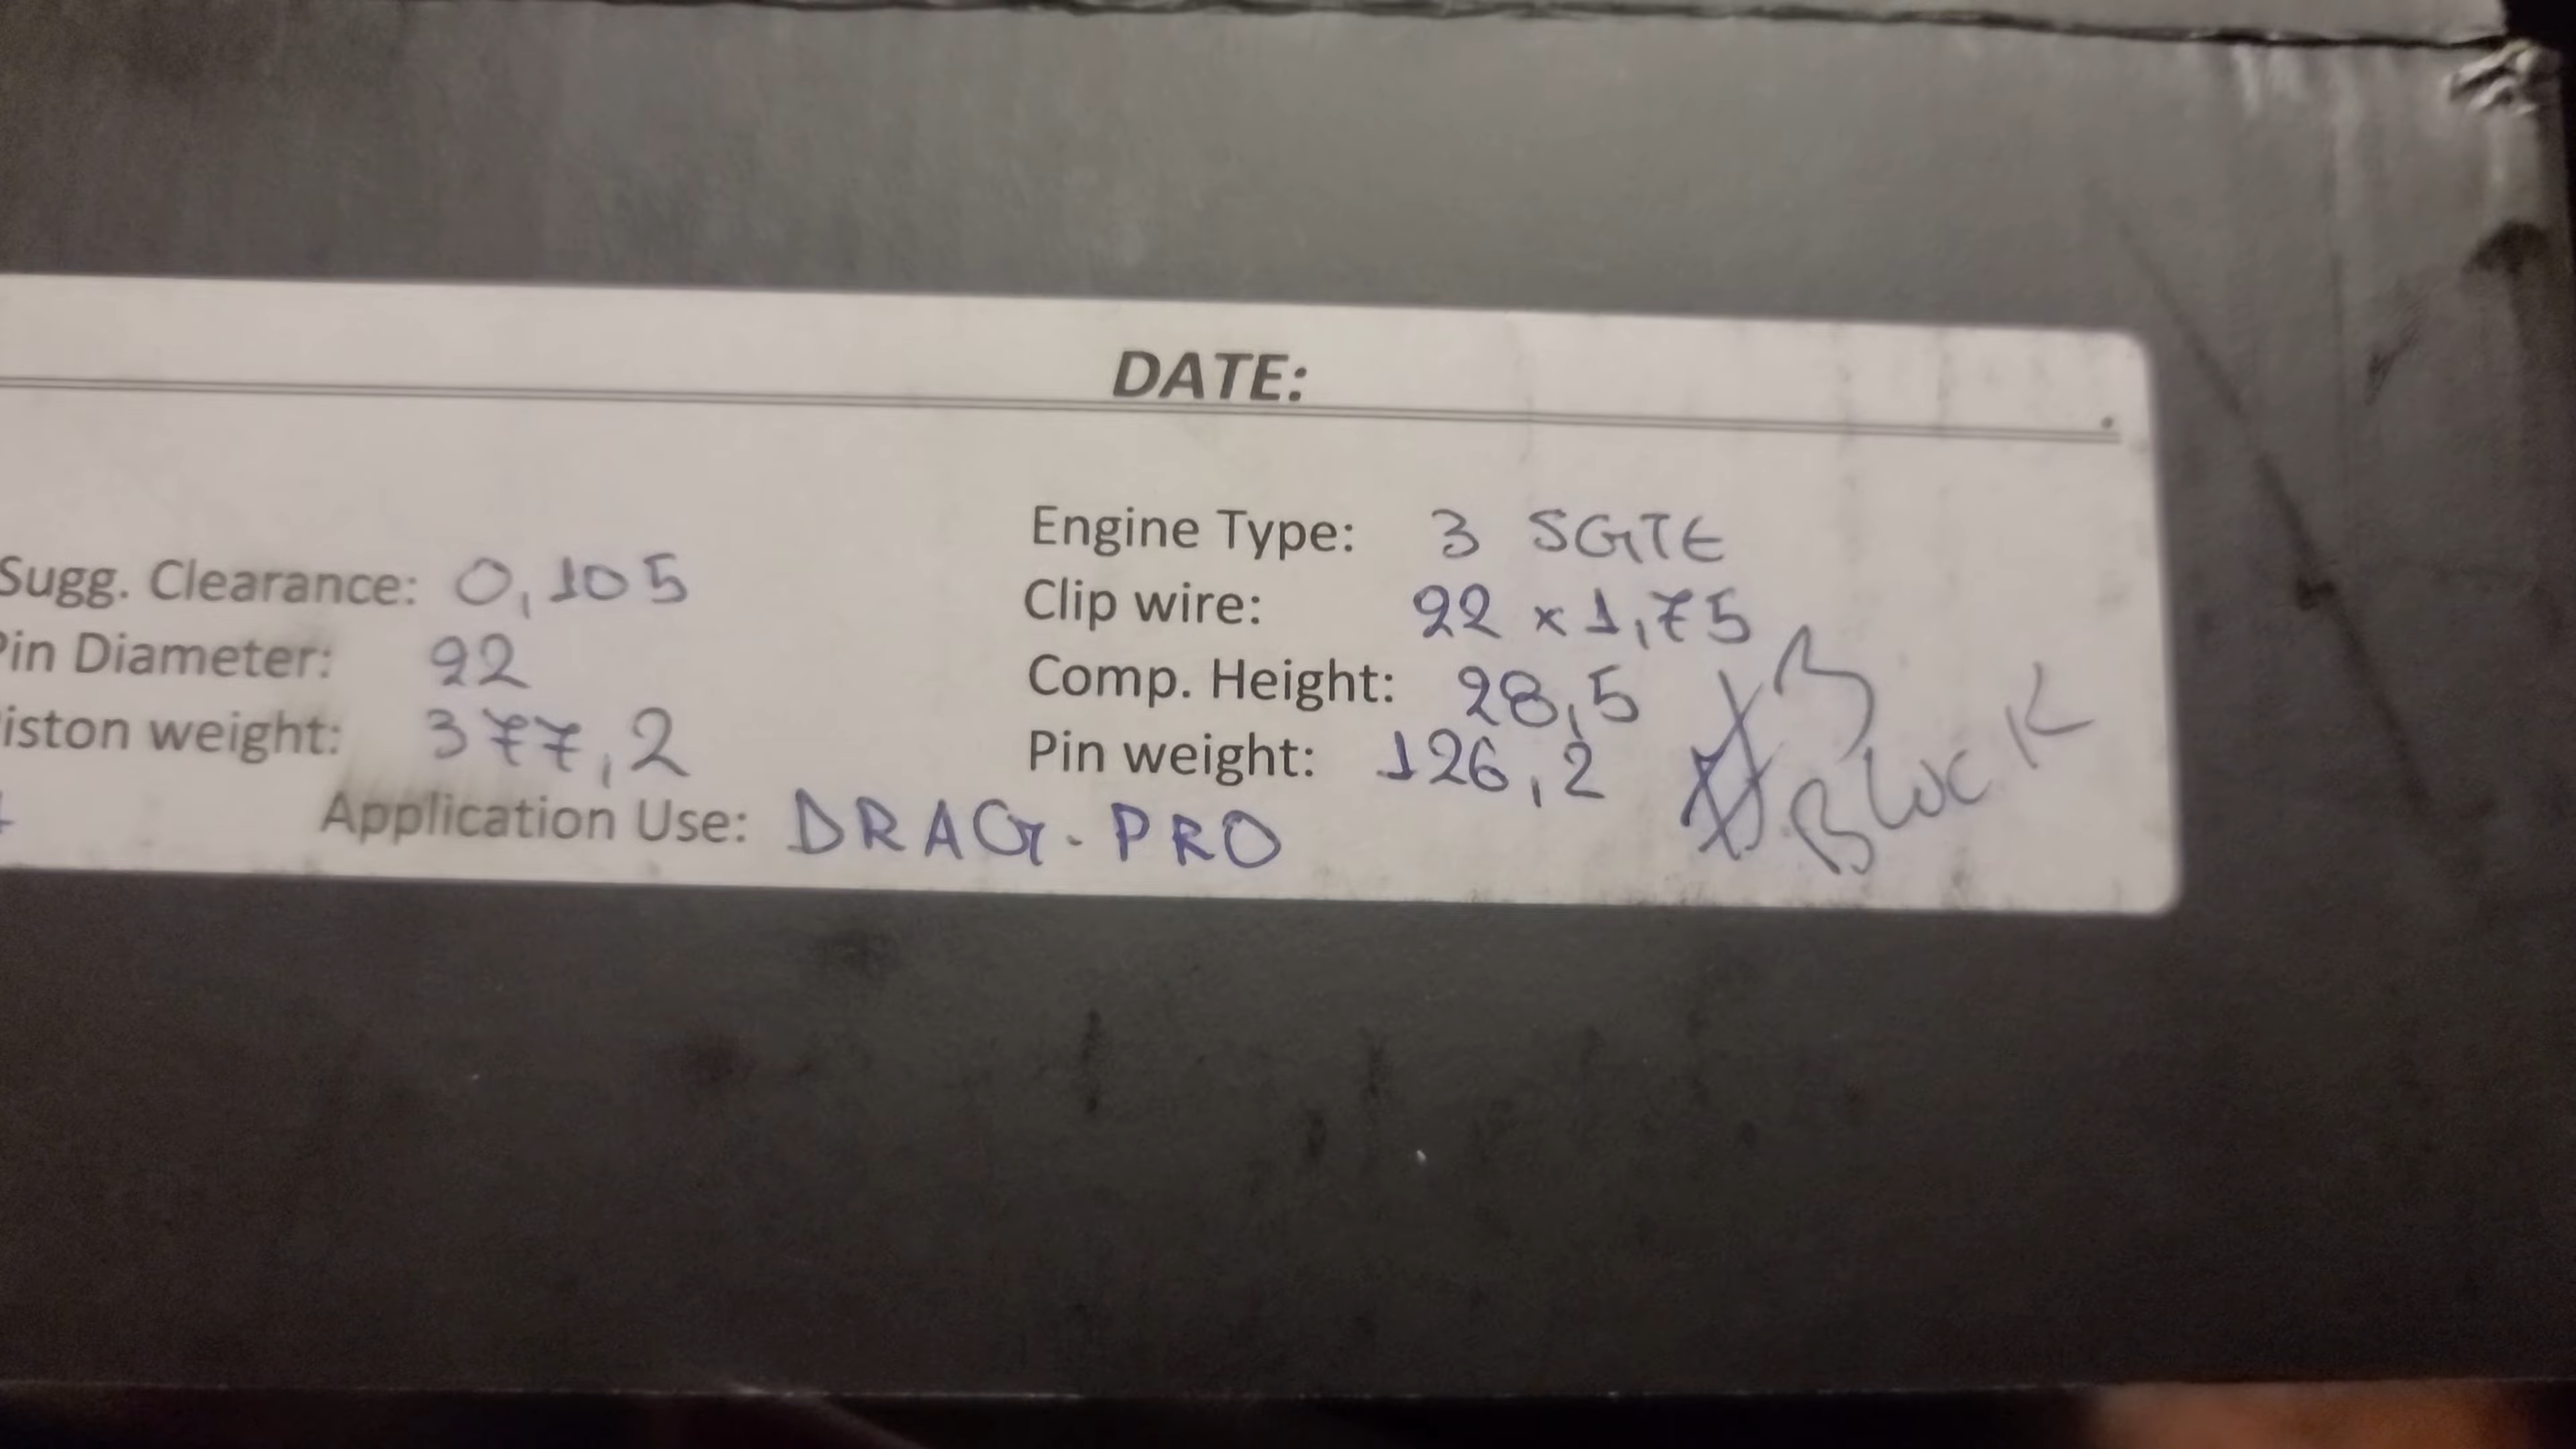 DATE:
Engine Type: 3 SGTE
Sugg. Clearance: 0,105
Clip wire: 22 x 1,75
Pin Diameter: 22
Comp. Height: 28,5
iston weight: 377,2
Pin weight: 126,2
Application Use: DRAG-PRO
BLOCK